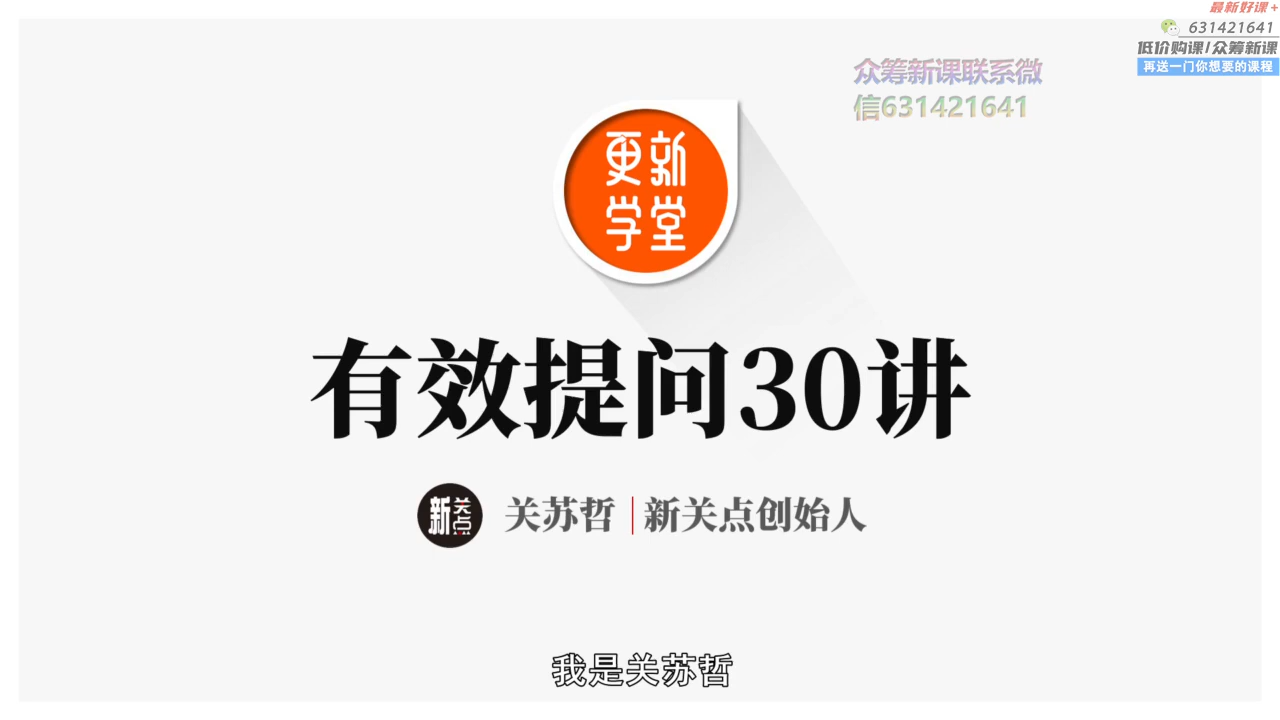 最新好课+
631421641
低价购课/众筹新课
再送一门你想要的课程
众筹新课联系微
信631421641
更新
学堂
有效提问30讲
新关点
关苏哲|新关点创始人
我是关苏哲